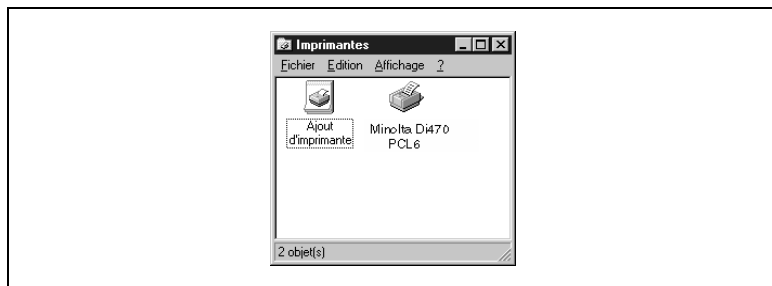 Imprimantes
Fichier Edition Affichage ?
Ajout
d'imprimante
Minolta Di470
PCL6
2 objet(s)